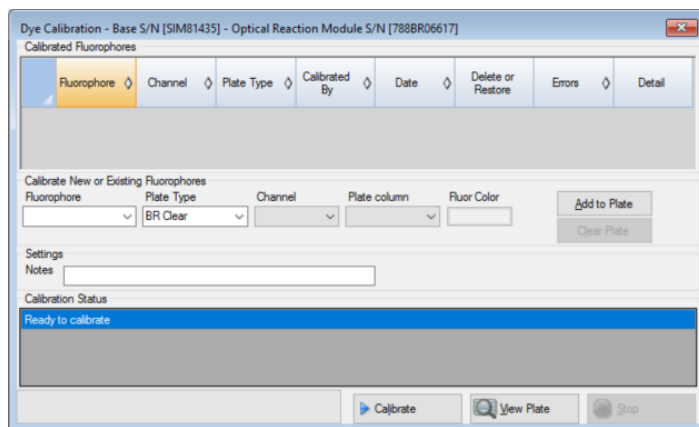 Dye Calibration - Base S/N [SIM81435] - Optical Reaction Module S/N [788BR06617]
Calibrated Fluorophores
Fluorophore Channel Plate Type Calibrated By Date Delete or Restore Errors Detail
Calibrate New or Existing Fluorophores
Fluorophore Plate Type Channel Plate column Fluor Color
BR Clear
Add to Plate
Clear Plate
Settings
Notes
Calibration Status
Ready to calibrate
Calibrate View Plate Stop